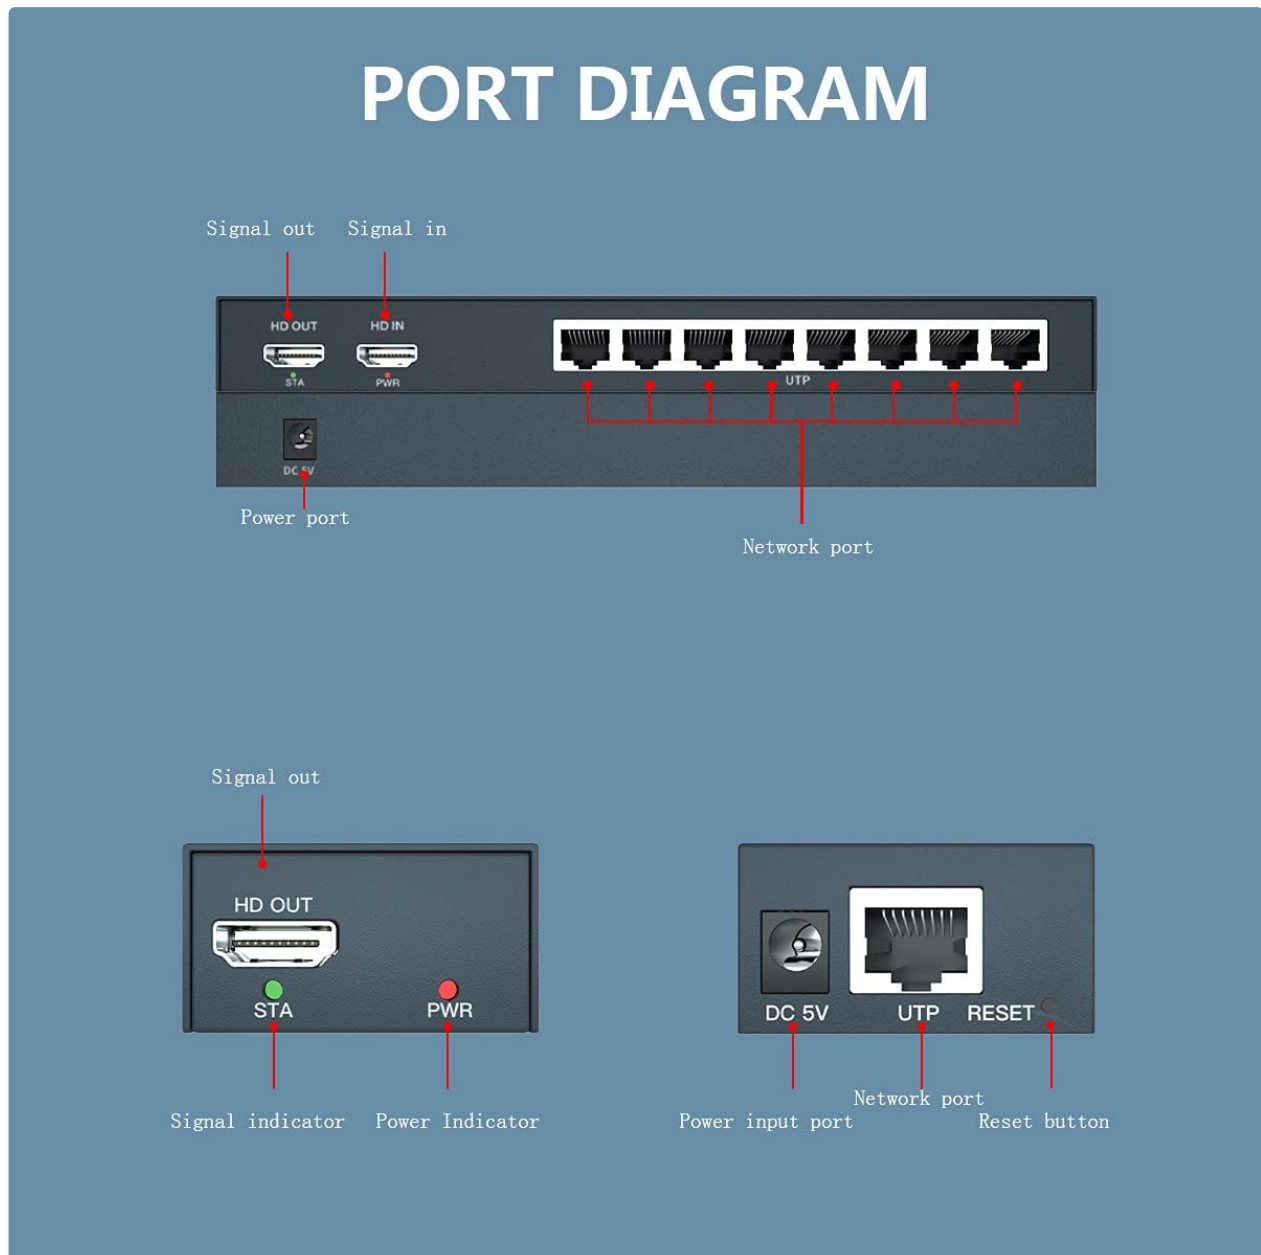 PORT DIAGRAM
Signal out Signal in
HD OUT HD IN
STA PWR
UTP
DC 5V
Power port
Network port
Signal out
HD OUT
STA PWR
DC 5V UTP RESET
Signal indicator Power Indicator
Network port
Power input port Reset button